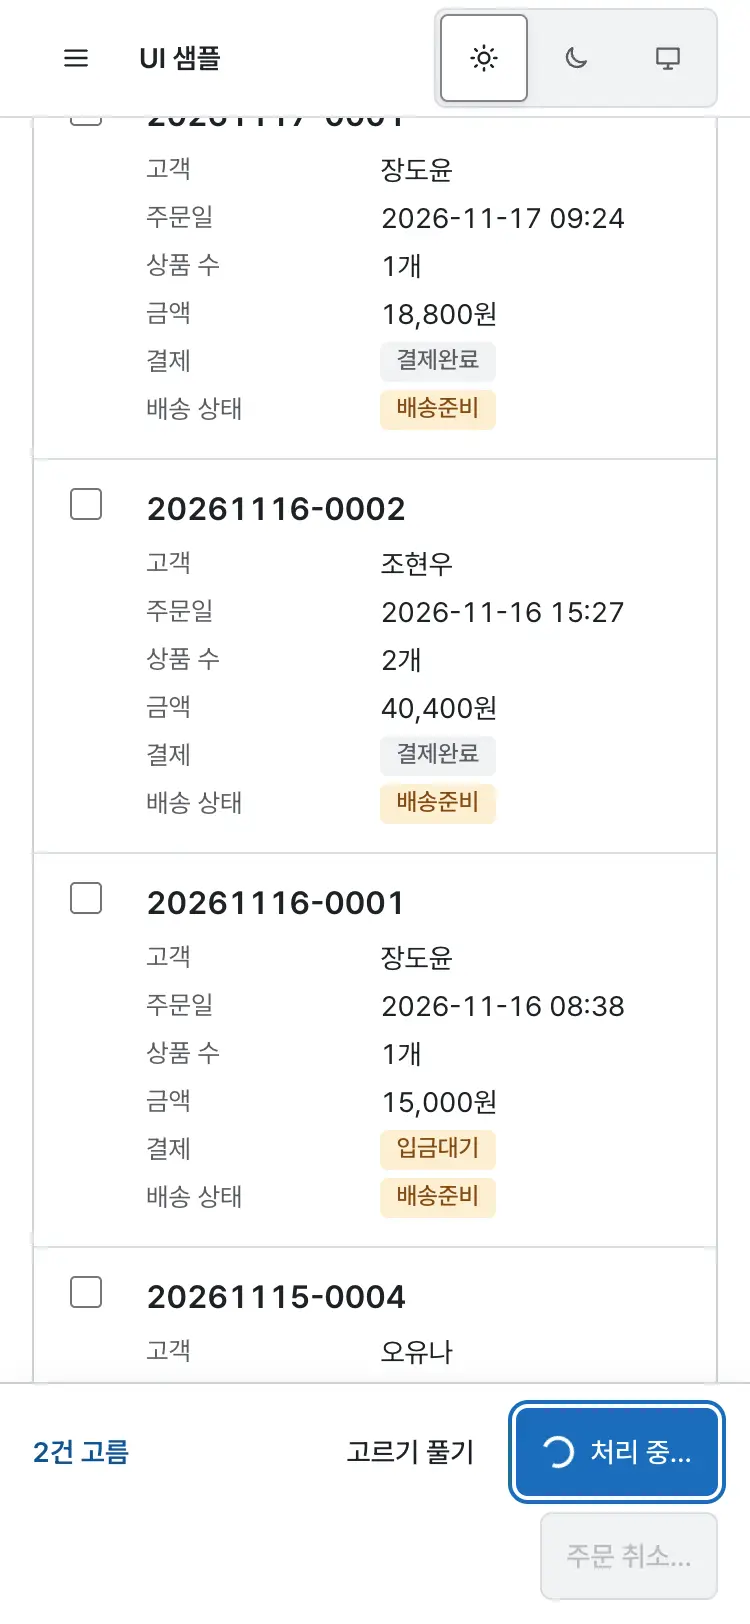 UI 샘플
20261117-0001
고객 장도윤
주문일 2026-11-17 09:24
상품 수 1개
금액 18,800원
결제 결제완료
배송 상태 배송준비
20261116-0002
고객 조현우
주문일 2026-11-16 15:27
상품 수 2개
금액 40,400원
결제 결제완료
배송 상태 배송준비
20261116-0001
고객 장도윤
주문일 2026-11-16 08:38
상품 수 1개
금액 15,000원
결제 입금대기
배송 상태 배송준비
20261115-0004
고객 오유나
2건 고름 고르기 풀기 처리 중...
주문 취소...